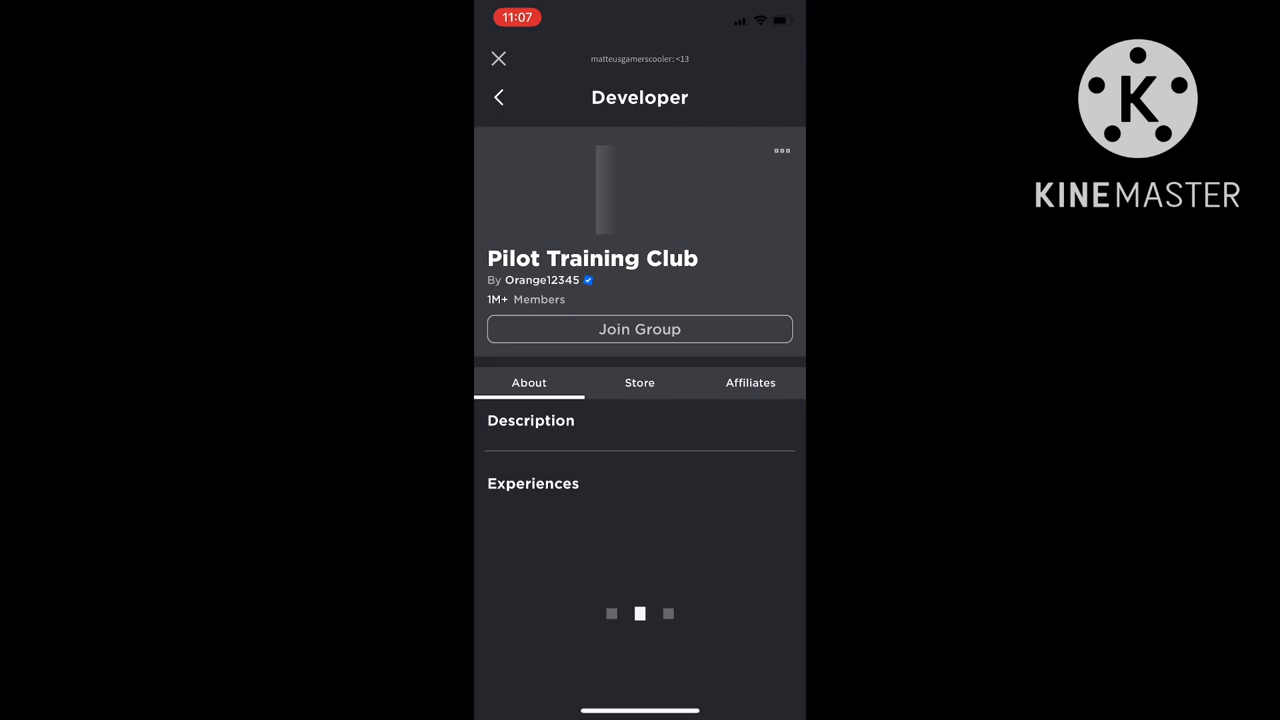 11:07
matteusgamerscooler: <13
Developer
Pilot Training Club
By Orange12345
1M+ Members
Join Group
About Store Affiliates
Description
Experiences
K
KINEMASTER